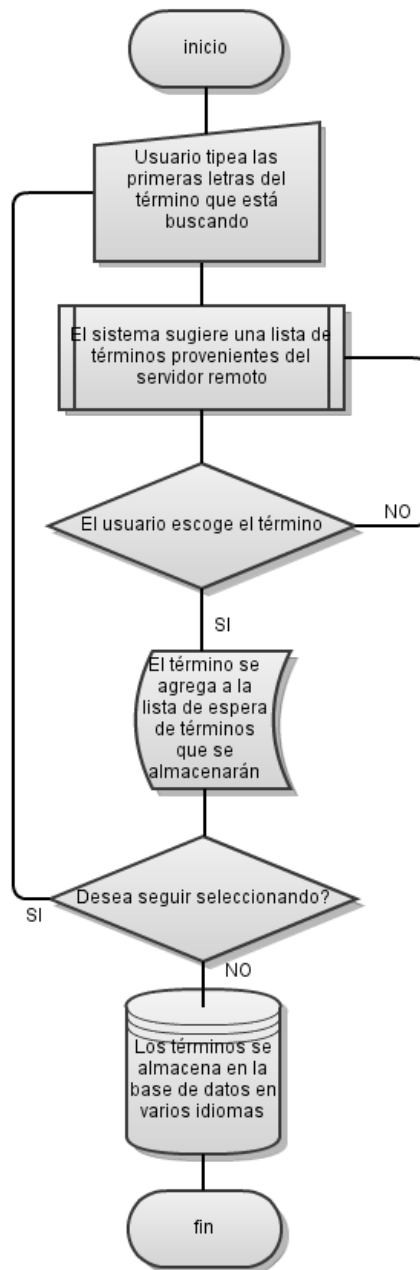 inicio
Usuario tipea las
primeras letras del
término que está
buscando
El sistema sugiere una lista de
términos provenientes del
servidor remoto
El usuario escoge el término
NO
SI
El término se
agrega a la
lista de espera
de términos
que se
almacenarán
Desea seguir seleccionando?
SI
NO
Los términos se
almacena en la
base de datos en
varios idiomas
fin